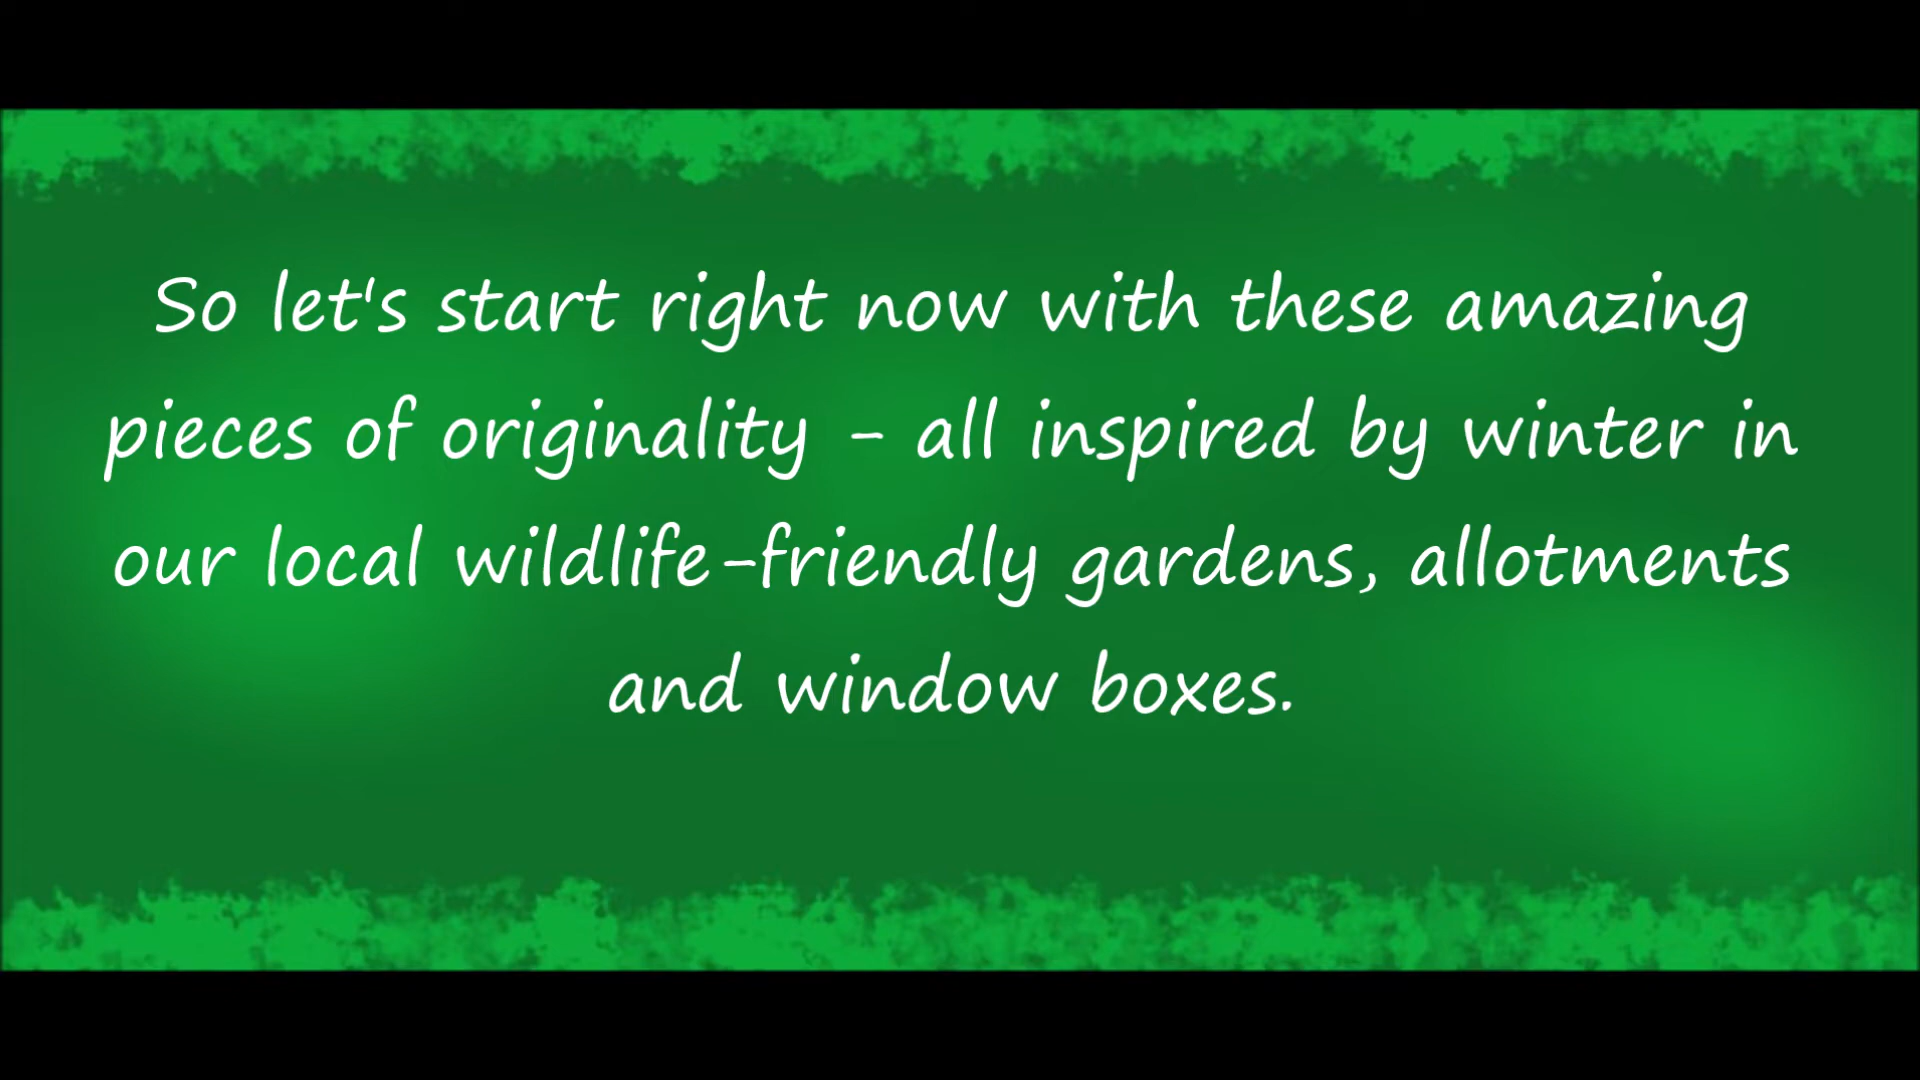 So let's start right now with these amazing
pieces of originality - all inspired by winter in
our local wildlife-friendly gardens, allotments
and window boxes.